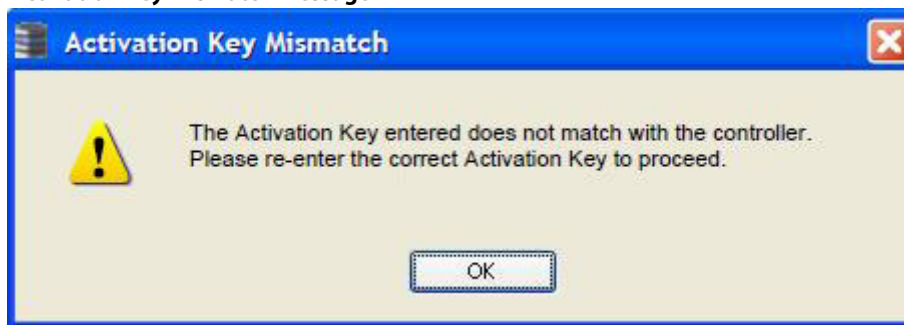 Activation Key Mismatch
The Activation Key entered does not match with the controller.
Please re-enter the correct Activation Key to proceed.
OK